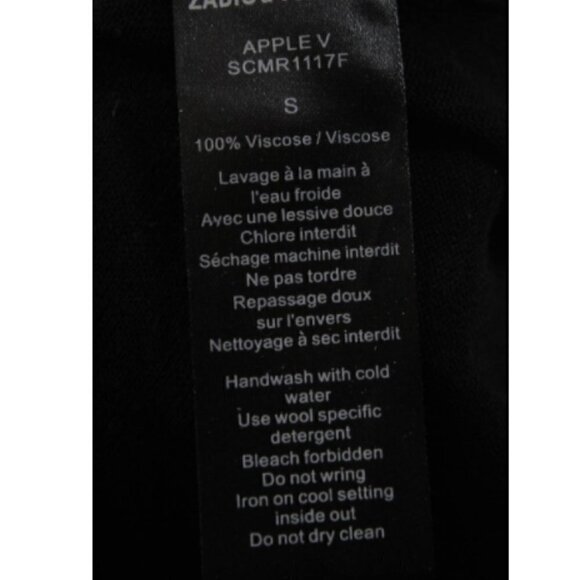 APPLE V
SCMR1117F
S
100% Viscose / Viscose
Lavage à la main à
l'eau froide
Avec une lessive douce
Chlore interdit
Séchage machine interdit
Ne pas tordre
Repassage doux
sur l'envers
Nettoyage à sec interdit
Handwash with cold
water
Use wool specific
detergent
Bleach forbidden
Do not wring
Iron on cool setting
inside out
Do not dry clean